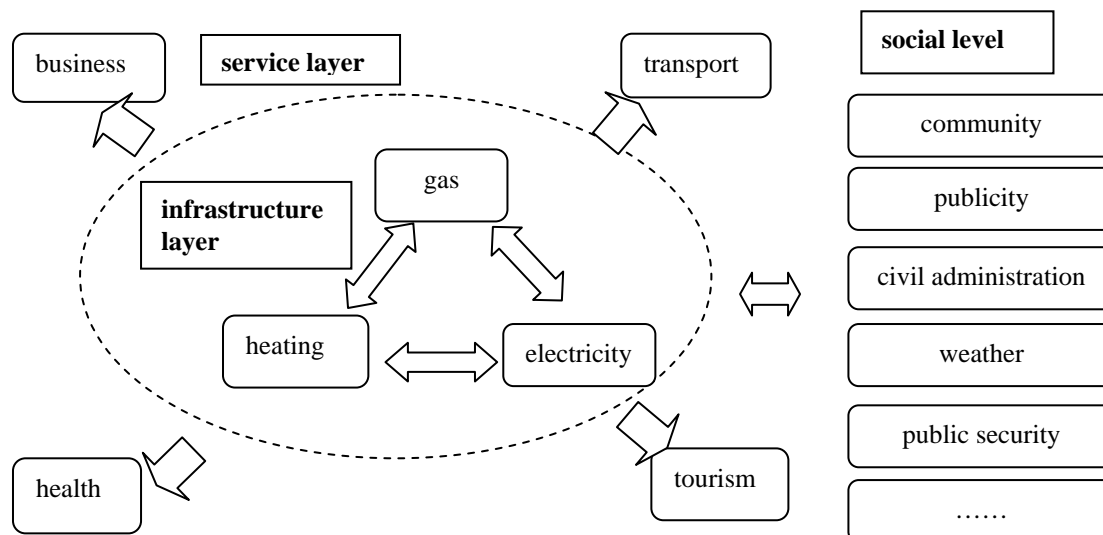 business
service layer
transport
social level
community
gas
infrastructure
layer
publicity
civil administration
heating
electricity
weather
public security
health
tourism
......